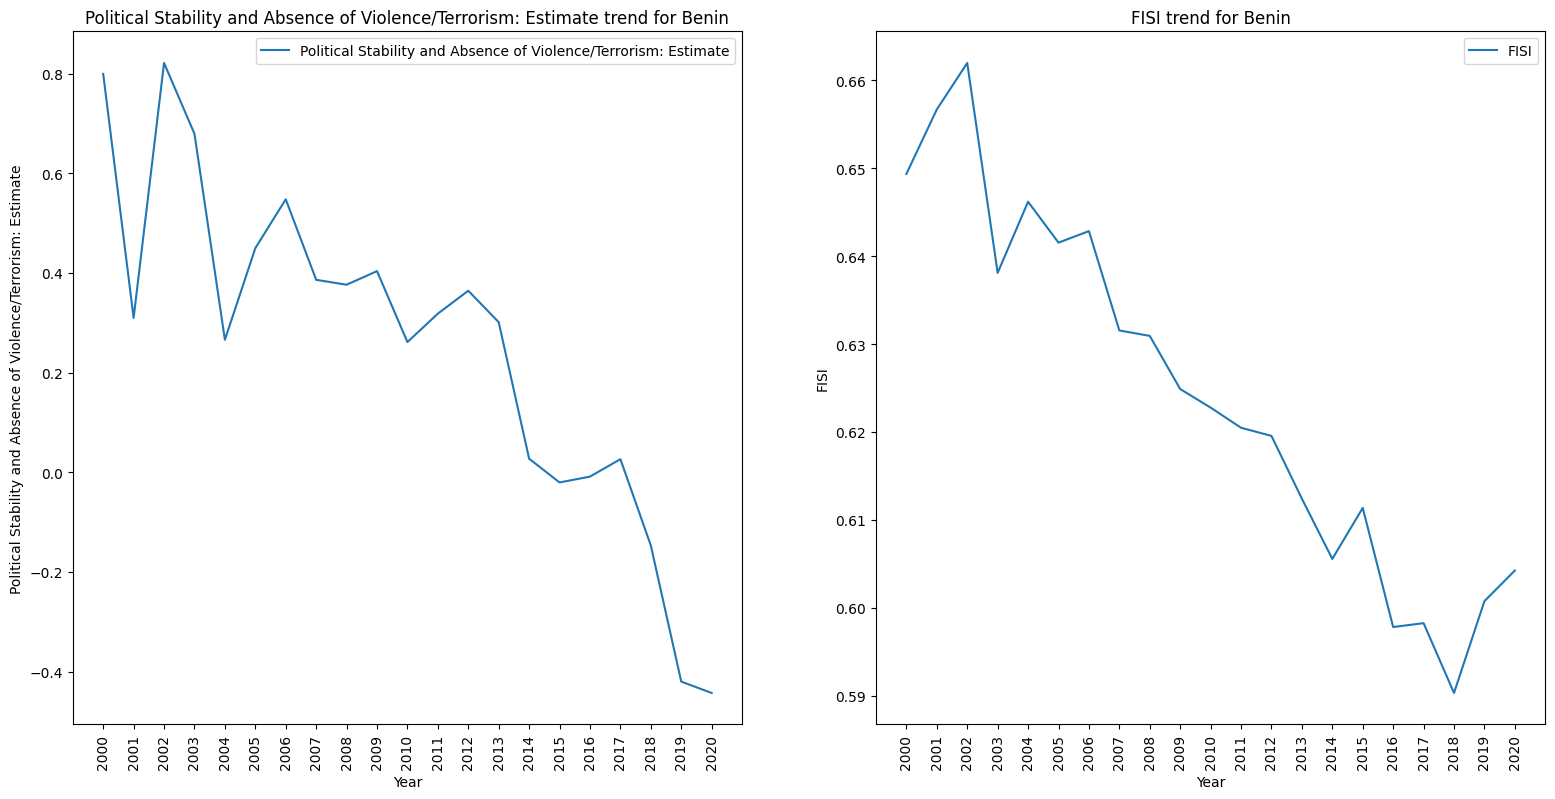 Political Stability and Absence of Violence/Terrorism: Estimate trend for Benin
Political Stability and Absence of Violence/Terrorism: Estimate
Political Stability and Absence of Violence/Terrorism: Estimate
0.8
0.6
0.4
0.2
0.0
−0.2
−0.4
2000 2001 2002 2003 2004 2005 2006 2007 2008 2009 2010 2011 2012 2013 2014 2015 2016 2017 2018 2019 2020
Year
FISI trend for Benin
FISI
FISI
0.66
0.65
0.64
0.63
0.62
0.61
0.60
0.59
2000 2001 2002 2003 2004 2005 2006 2007 2008 2009 2010 2011 2012 2013 2014 2015 2016 2017 2018 2019 2020
Year